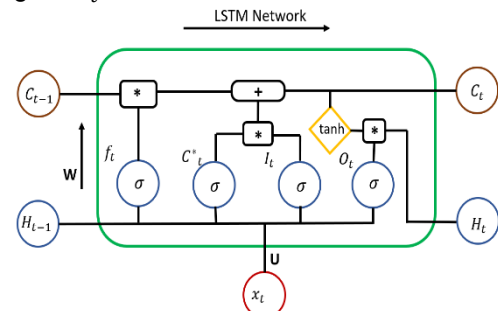 LSTM Network
C_{t-1} * + C_t
tanh
* *
f_t C^*_t I_t O_t
W
σ σ σ σ
H_{t-1} H_t
U
x_t